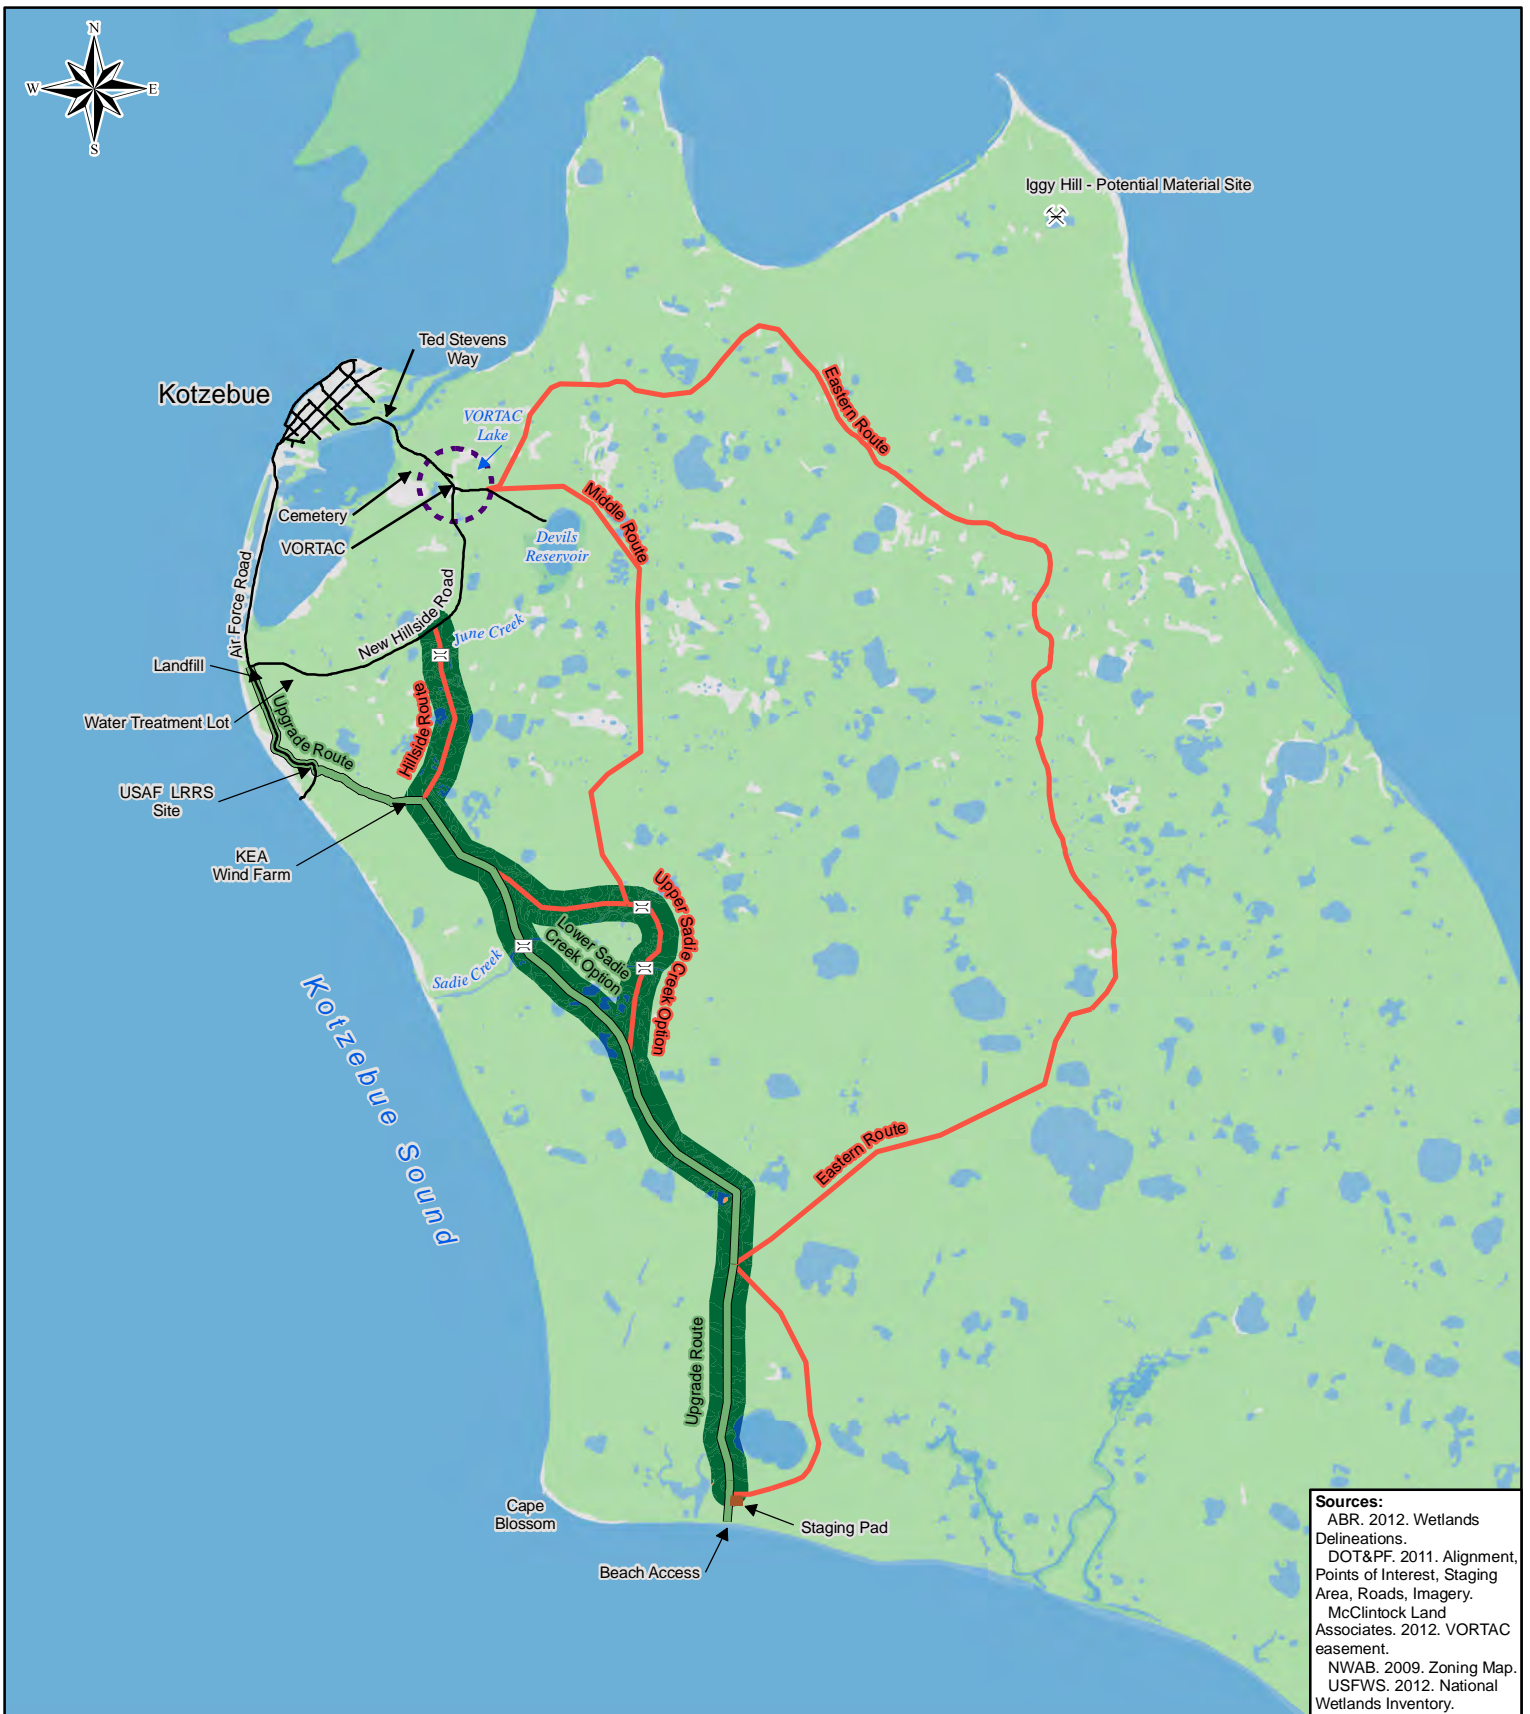 N
W
E
S
Iggy Hill - Potential Material Site
Ted Stevens
Way
Kotzebue
VORTAC
Lake
Eastern Route
Middle Route
Cemetery
VORTAC
Devils
Reservoir
Air Force Road
New Hillside Road
June Creek
Landfill
Water Treatment Lot
Upgrade Route
Hillside Route
USAF LRRS
Site
KEA
Wind Farm
Upper Sadie Creek Option
Lower Sadie
Creek Option
Sadie Creek
Kotzebue Sound
Eastern Route
Upgrade Route
Cape
Blossom
Staging Pad
Beach Access
Sources:
ABR. 2012. Wetlands
Delineations.
DOT&PF. 2011. Alignment,
Points of Interest, Staging
Area, Roads, Imagery.
McClintock Land
Associates. 2012. VORTAC
easement.
NWAB. 2009. Zoning Map.
USFWS. 2012. National
Wetlands Inventory.